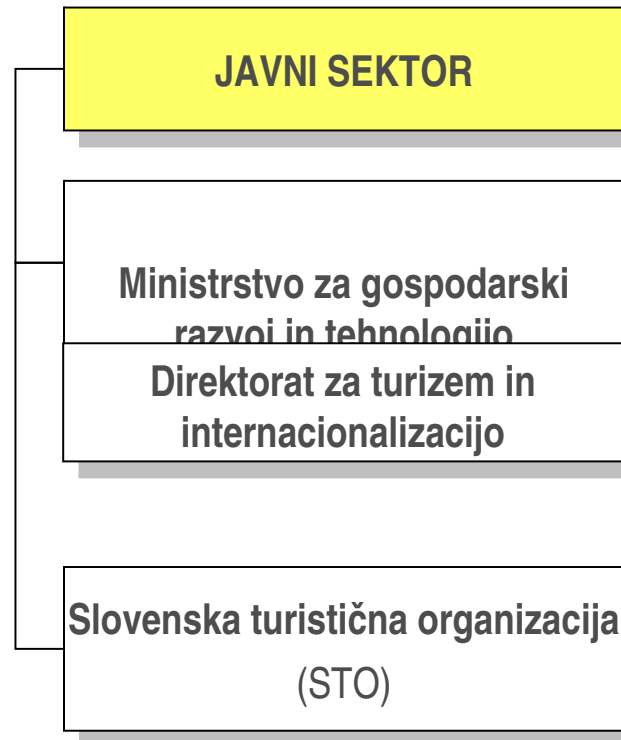 JAVNI SEKTOR
Ministrstvo za gospodarski
razvoj in tehnologijo
Direktorat za turizem in
internacionalizacijo
Slovenska turistična organizacija
(STO)